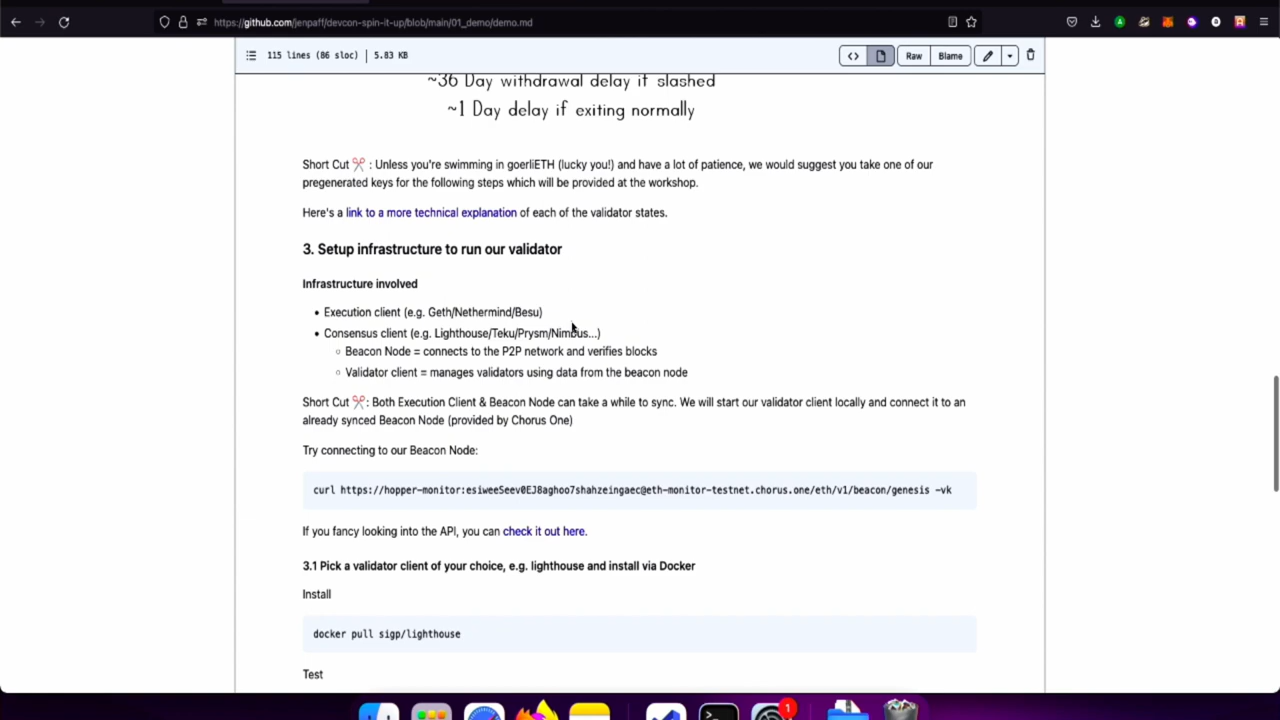 https://github.com/jenpaff/devcon-spin-it-up/blob/main/01_demo/demo.md
115 lines (86 sloc) | 5.83 KB
Raw
Blame
~36 Day withdrawal delay if slashed
~1 Day delay if exiting normally
Short Cut ✂️ : Unless you're swimming in goerliETH (lucky you!) and have a lot of patience, we would suggest you take one of our
pregenerated keys for the following steps which will be provided at the workshop.
Here's a link to a more technical explanation of each of the validator states.
3. Setup infrastructure to run our validator
Infrastructure involved
• Execution client (e.g. Geth/Nethermind/Besu)
• Consensus client (e.g. Lighthouse/Teku/Prysm/Nimbus...)
◦ Beacon Node = connects to the P2P network and verifies blocks
◦ Validator client = manages validators using data from the beacon node
Short Cut ✂️: Both Execution Client & Beacon Node can take a while to sync. We will start our validator client locally and connect it to an
already synced Beacon Node (provided by Chorus One)
Try connecting to our Beacon Node:
curl https://hopper-monitor:esiweeSeev0EJ8aghoo7shahzeingaec@eth-monitor-testnet.chorus.one/eth/v1/beacon/genesis -vk
If you fancy looking into the API, you can check it out here.
3.1 Pick a validator client of your choice, e.g. lighthouse and install via Docker
Install
docker pull sigp/lighthouse
Test
1